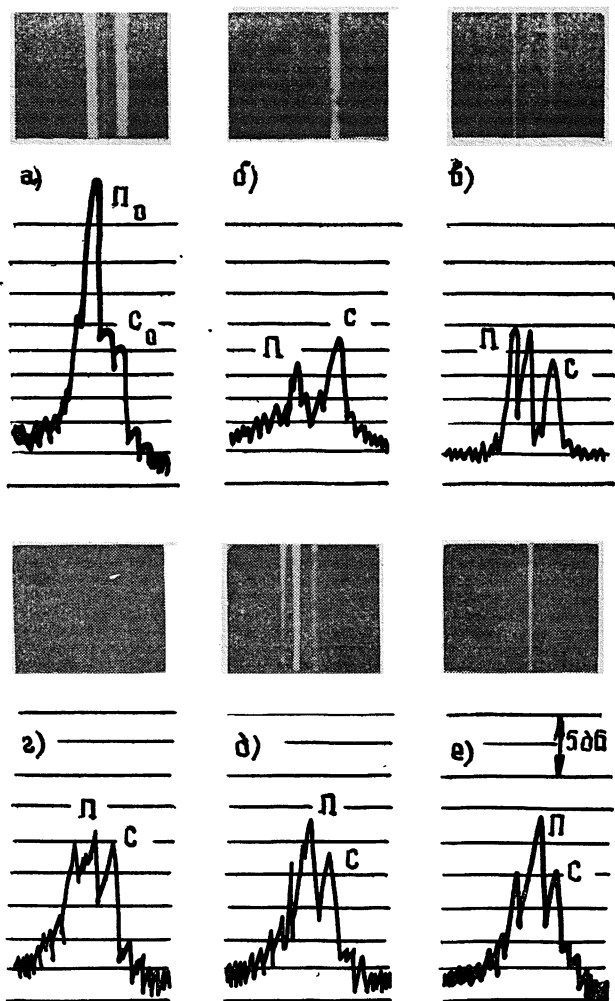 а) б) в)
П₀
С₀
П С
П С
г) д) е) 5дб
П С
П С
П С